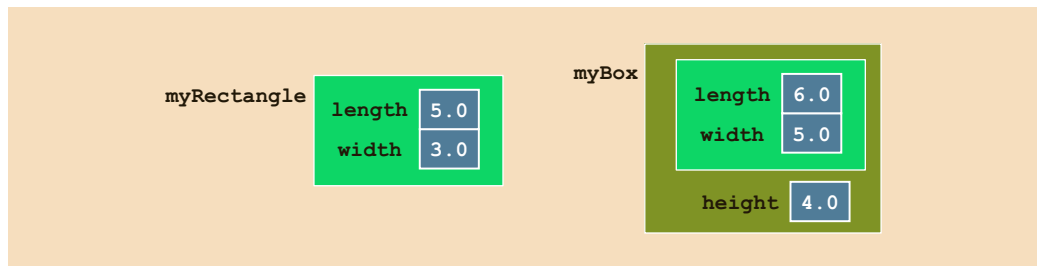 myRectangle
length 5.0
width 3.0
myBox
length 6.0
width 5.0
height 4.0